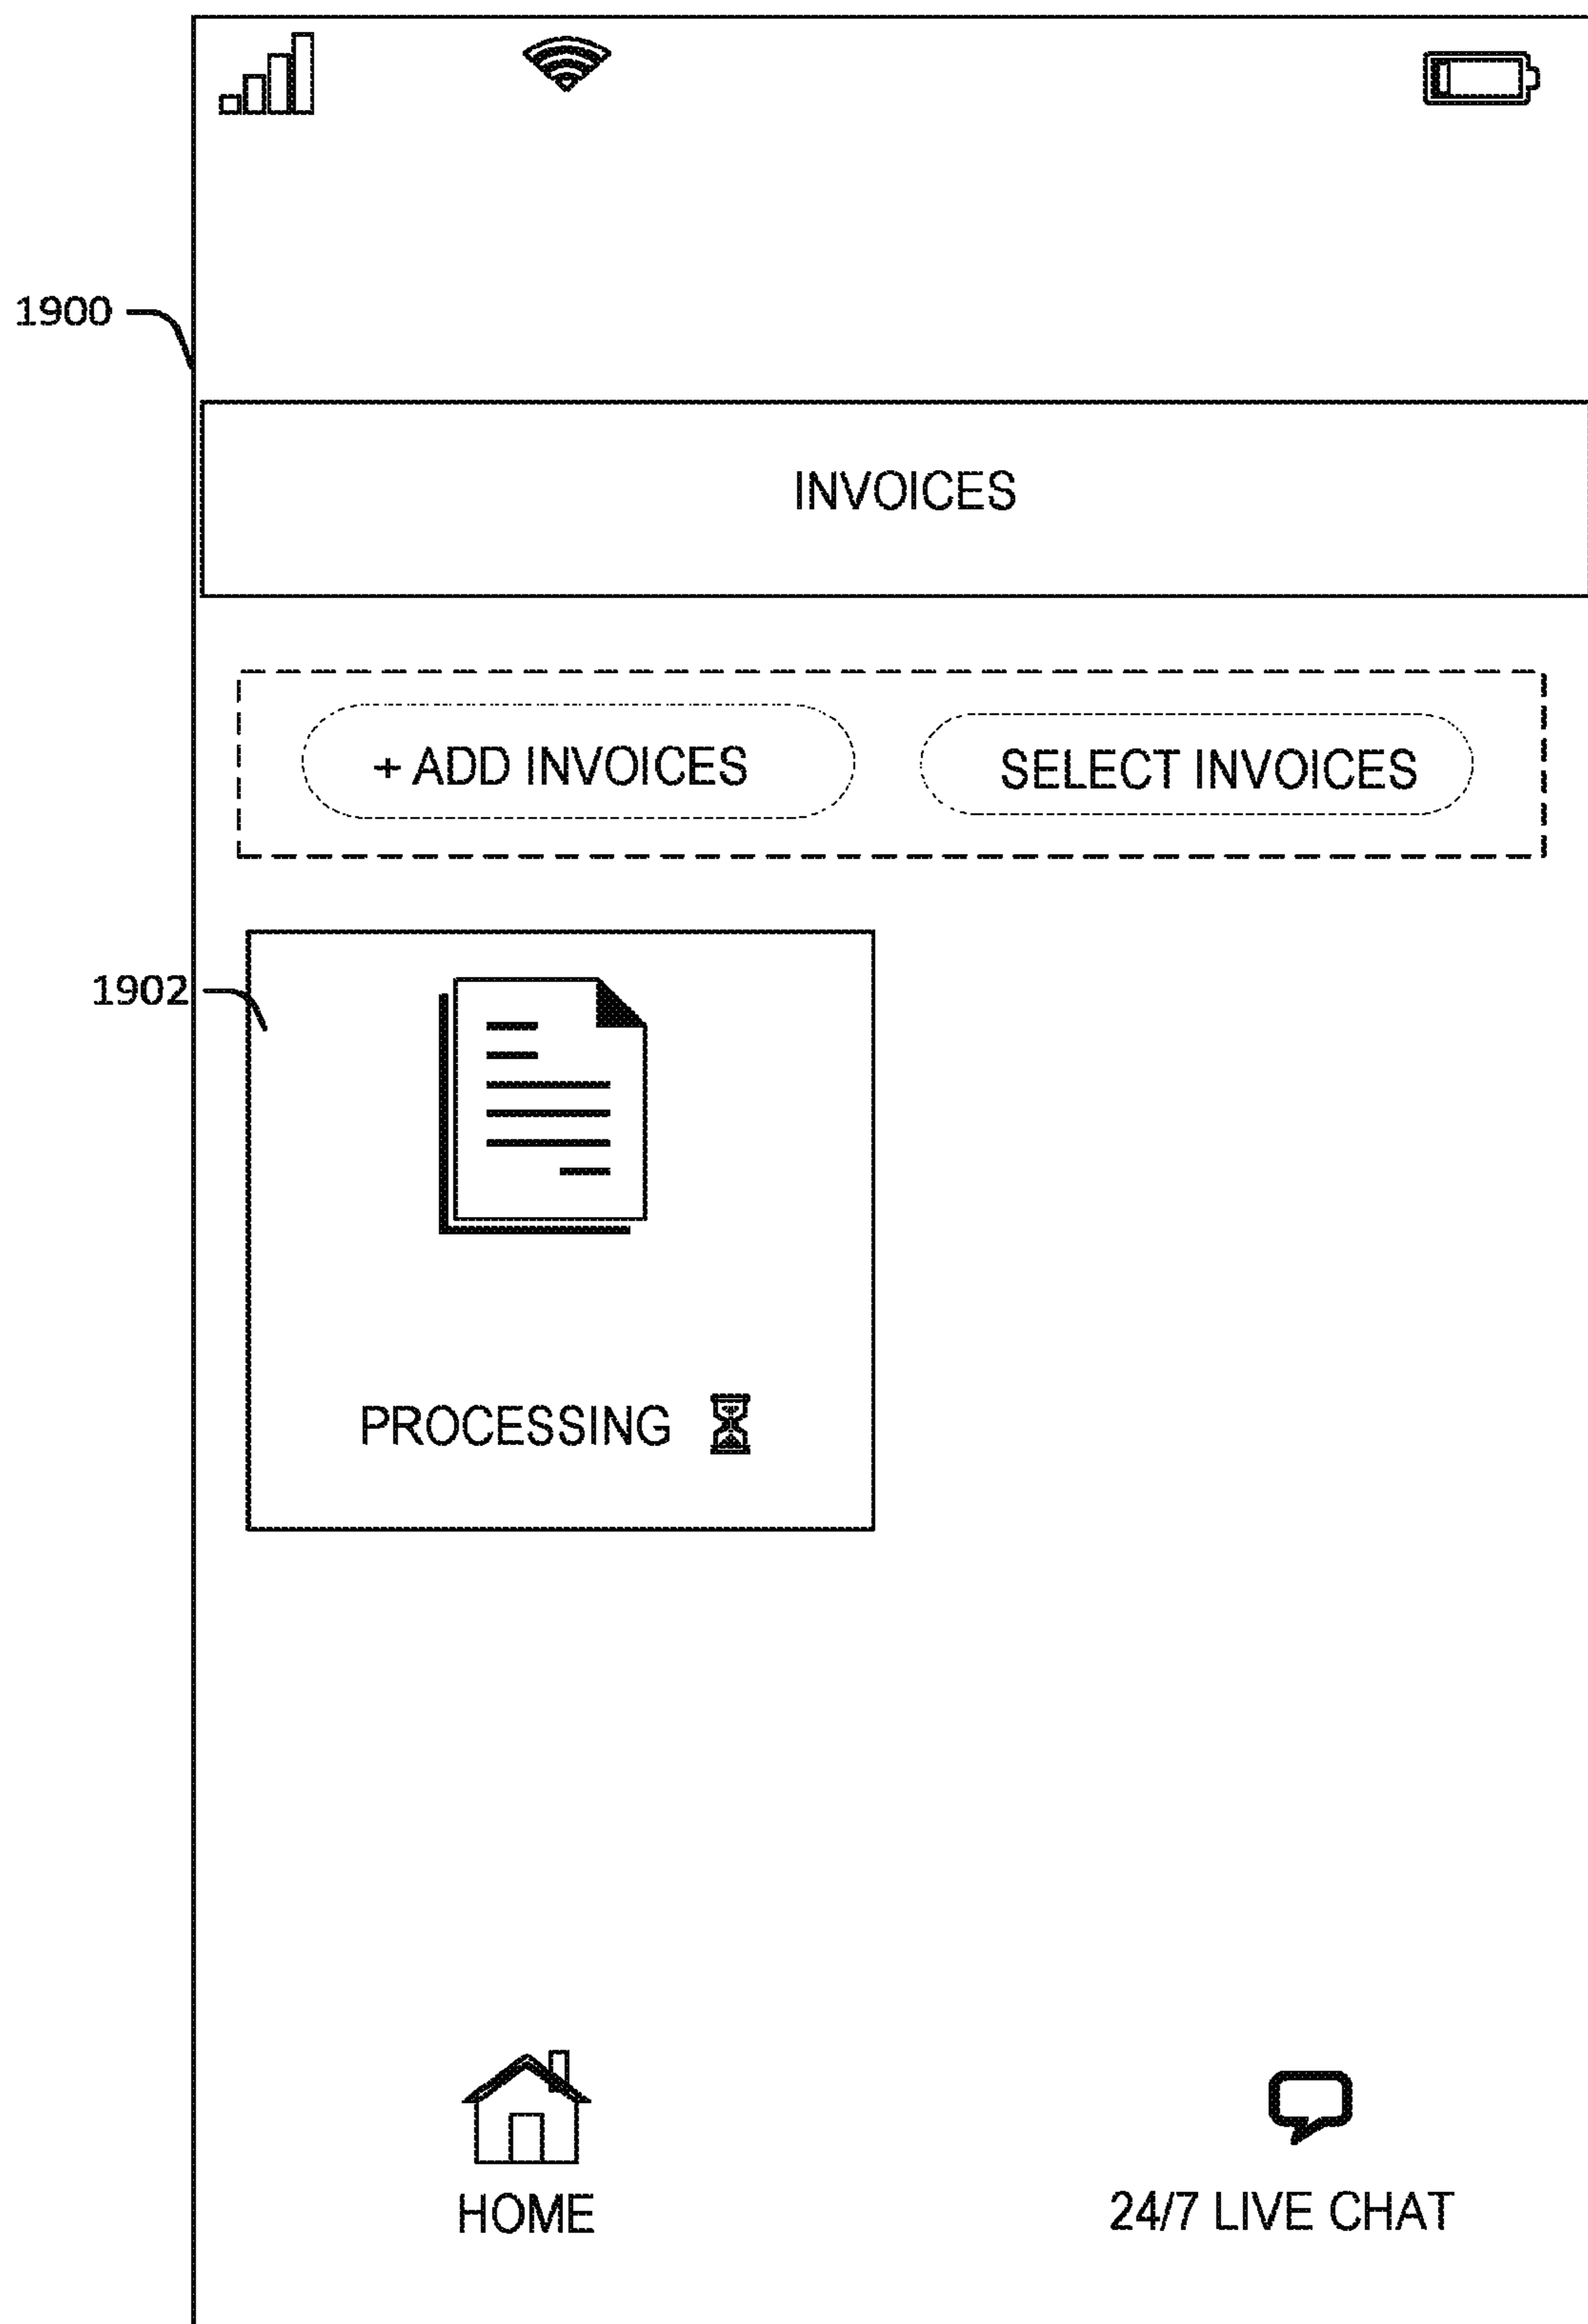 1900
INVOICES
+ ADD INVOICES
SELECT INVOICES
1902
PROCESSING
HOME
24/7 LIVE CHAT